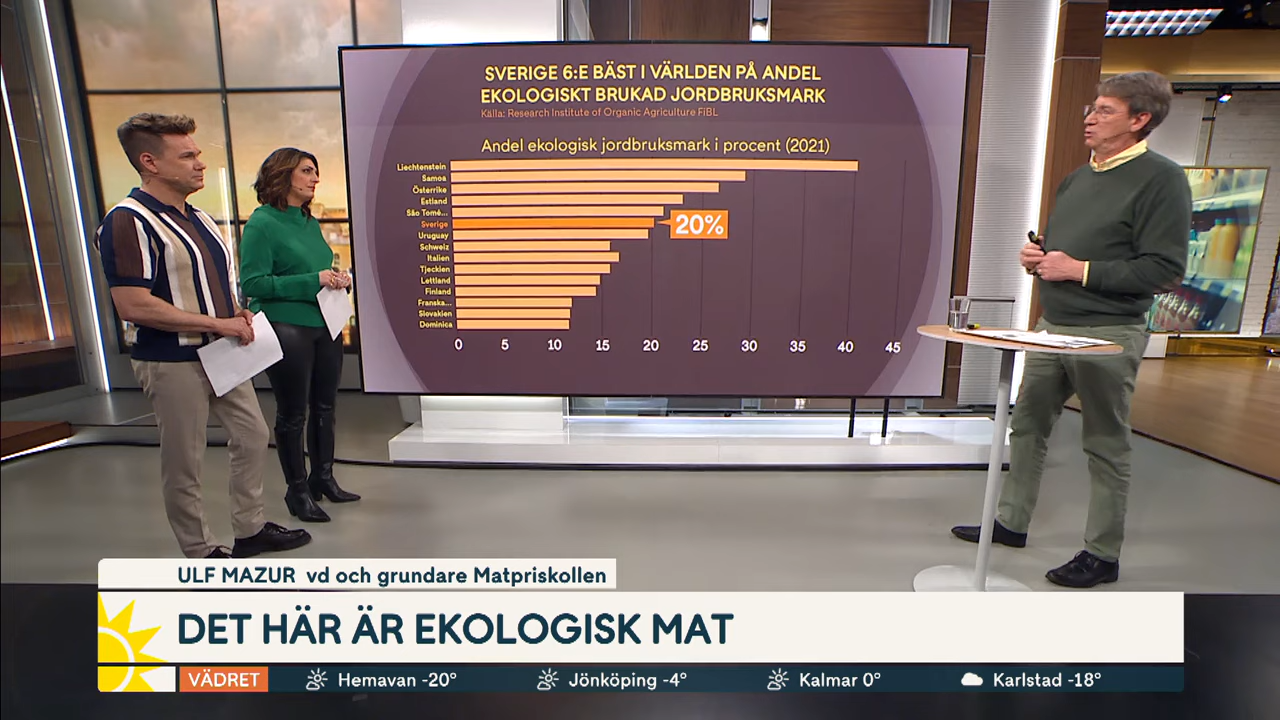 SVERIGE 6:E BÄST I VÄRLDEN PÅ ANDEL
EKOLOGISKT BRUKAD JORDBRUKSMARK
Källa: Research Institute of Organic Agriculture FiBL
Andel ekologisk jordbruksmark i procent (2021)
Liechtenstein
Samoa
Österrike
Estland
São Tomé...
Sverige
20%
Uruguay
Schweiz
Italien
Tjeckien
Lettland
Finland
Franska...
Slovakien
Dominica
0 5 10 15 20 25 30 35 40 45
ULF MAZUR vd och grundare Matpriskollen
DET HÄR ÄR EKOLOGISK MAT
VÄDRET Hemavan -20° Jönköping -4° Kalmar 0° Karlstad -18°